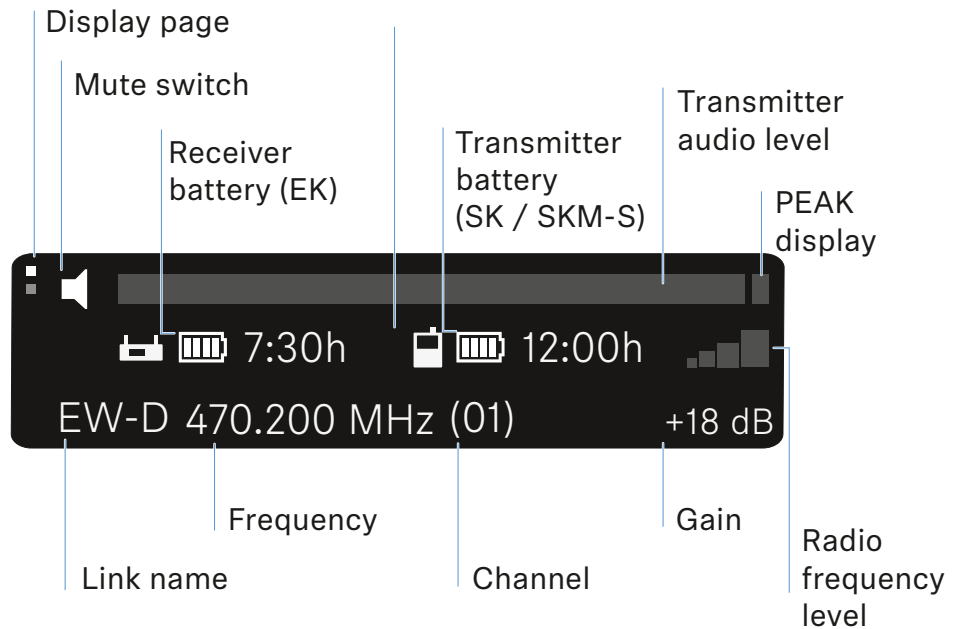 Display page
Mute switch
Transmitter
audio level
Receiver
battery (EK)
Transmitter
battery
(SK / SKM-S)
PEAK
display
7:30h
12:00h
EW-D 470.200 MHz (01)
+18 dB
Frequency
Gain
Link name
Channel
Radio
frequency
level